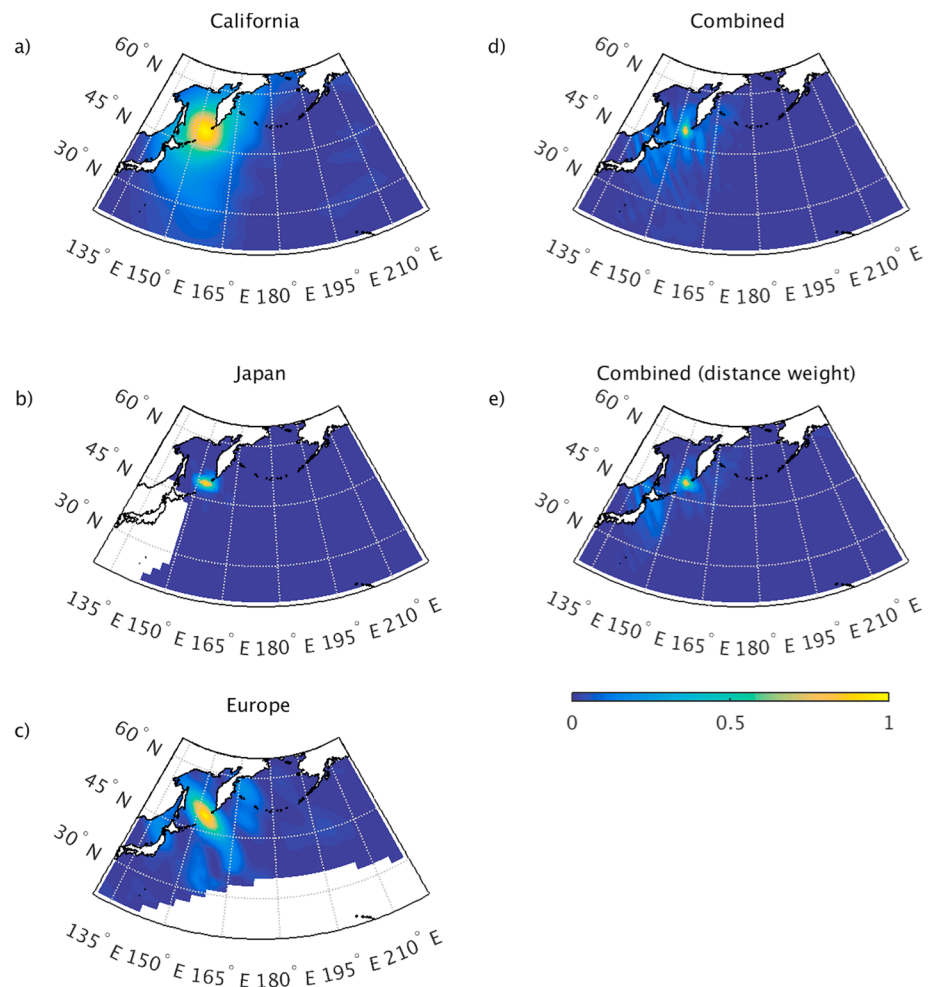 California
a)
60° N
45° N
30° N
135° E 150° E 165° E 180° E 195° E 210° E
Japan
b)
60° N
45° N
30° N
135° E 150° E 165° E 180° E 195° E 210° E
Europe
c)
60° N
45° N
30° N
135° E 150° E 165° E 180° E 195° E 210° E
Combined
d)
60° N
45° N
30° N
135° E 150° E 165° E 180° E 195° E 210° E
Combined (distance weight)
e)
60° N
45° N
30° N
135° E 150° E 165° E 180° E 195° E 210° E
0 0.5 1